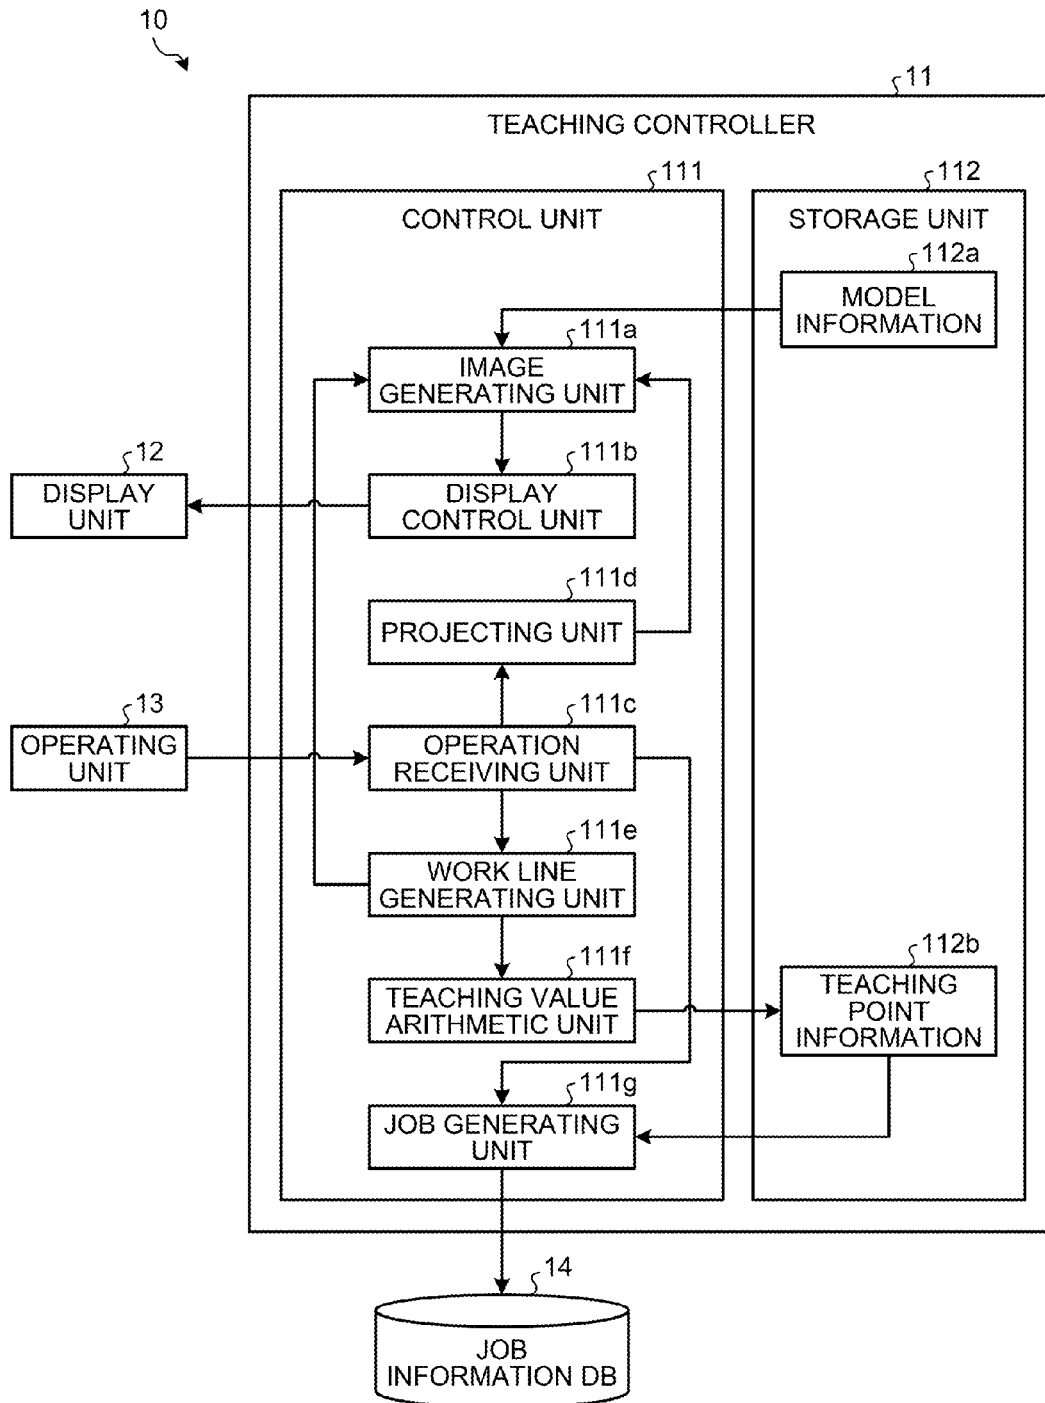 10
11
TEACHING CONTROLLER
111
CONTROL UNIT
112
STORAGE UNIT
112a
MODEL
INFORMATION
111a
IMAGE
GENERATING UNIT
12
DISPLAY
UNIT
111b
DISPLAY
CONTROL UNIT
111d
PROJECTING UNIT
13
OPERATING
UNIT
111c
OPERATION
RECEIVING UNIT
111e
WORK LINE
GENERATING UNIT
111f
TEACHING VALUE
ARITHMETIC UNIT
112b
TEACHING
POINT
INFORMATION
111g
JOB GENERATING
UNIT
14
JOB
INFORMATION DB